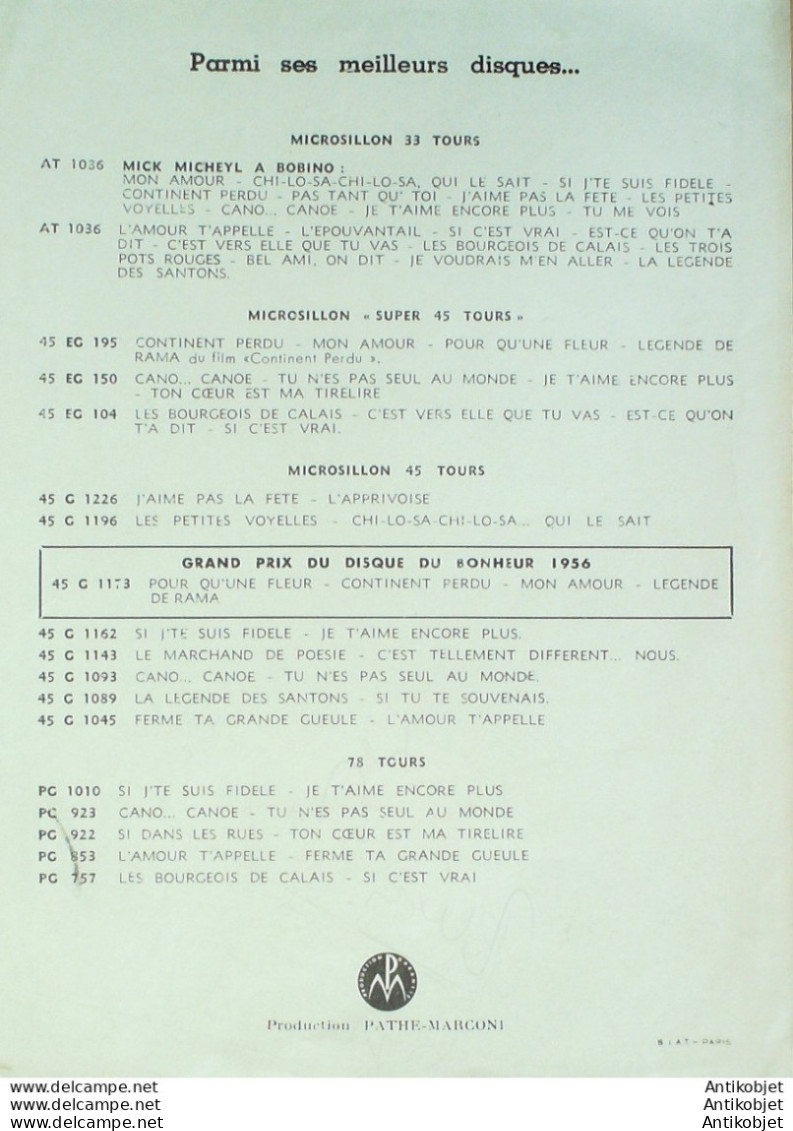 Parmi ses meilleurs disques...
MICROSILLON 33 TOURS
AT 1036 MICK MICHEYL A BOBINO :
MON AMOUR - CHI-LO-SA-CHI-LO-SA, QUI LE SAIT - SI J'TE SUIS FIDELE -
CONTINENT PERDU - PAS TANT QU' TOI - J'AIME PAS LA FETE - LES PETITES
VOYELLES - CANO... CANOE - JE T'AIME ENCORE PLUS - TU ME VOIS
AT 1036 L'AMOUR T'APPELLE - L'EPOUVANTAIL - SI C'EST VRAI - EST-CE QU'ON T'A
DIT - C'EST VERS ELLE QUE TU VAS - LES BOURGEOIS DE CALAIS - LES TROIS
POTS ROUGES - BEL AMI, ON DIT - JE VOUDRAIS M'EN ALLER - LA LEGENDE
DES SANTONS.
MICROSILLON « SUPER 45 TOURS »
45 EG 195 CONTINENT PERDU - MON AMOUR - POUR QU'UNE FLEUR - LEGENDE DE
RAMA du film «Continent Perdu ».
45 EG 150 CANO... CANOE - TU N'ES PAS SEUL AU MONDE - JE T'AIME ENCORE PLUS
- TON CŒUR EST MA TIRELIRE
45 EG 104 LES BOURGEOIS DE CALAIS - C'EST VERS ELLE QUE TU VAS - EST-CE QU'ON
T'A DIT - SI C'EST VRAI.
MICROSILLON 45 TOURS
45 G 1226 J'AIME PAS LA FETE - L'APPRIVOISE
45 G 1196 LES PETITES VOYELLES - CHI-LO-SA-CHI-LO-SA... QUI LE SAIT
GRAND PRIX DU DISQUE DU BONHEUR 1956
45 G 1173 POUR QU'UNE FLEUR - CONTINENT PERDU - MON AMOUR - LEGENDE
DE RAMA
45 G 1162 SI J'TE SUIS FIDELE - JE T'AIME ENCORE PLUS.
45 G 1143 LE MARCHAND DE POESIE - C'EST TELLEMENT DIFFERENT... NOUS.
45 G 1093 CANO... CANOE - TU N'ES PAS SEUL AU MONDE.
45 G 1089 LA LEGENDE DES SANTONS - SI TU TE SOUVENAIS.
45 G 1045 FERME TA GRANDE GUEULE - L'AMOUR T'APPELLE
78 TOURS
PG 1010 SI J'TE SUIS FIDELE - JE T'AIME ENCORE PLUS
PG 923 CANO... CANOE - TU N'ES PAS SEUL AU MONDE
PG 922 SI DANS LES RUES - TON CŒUR EST MA TIRELIRE
PG 853 L'AMOUR T'APPELLE - FERME TA GRANDE GUEULE
PG 757 LES BOURGEOIS DE CALAIS - SI C'EST VRAI
Production PATHE-MARCONI
S.I.A.T - PARIS
www.delcampe.net Antikobjet
www.delcampe.net Antikobjet
www.delcampe.net Antikobjet